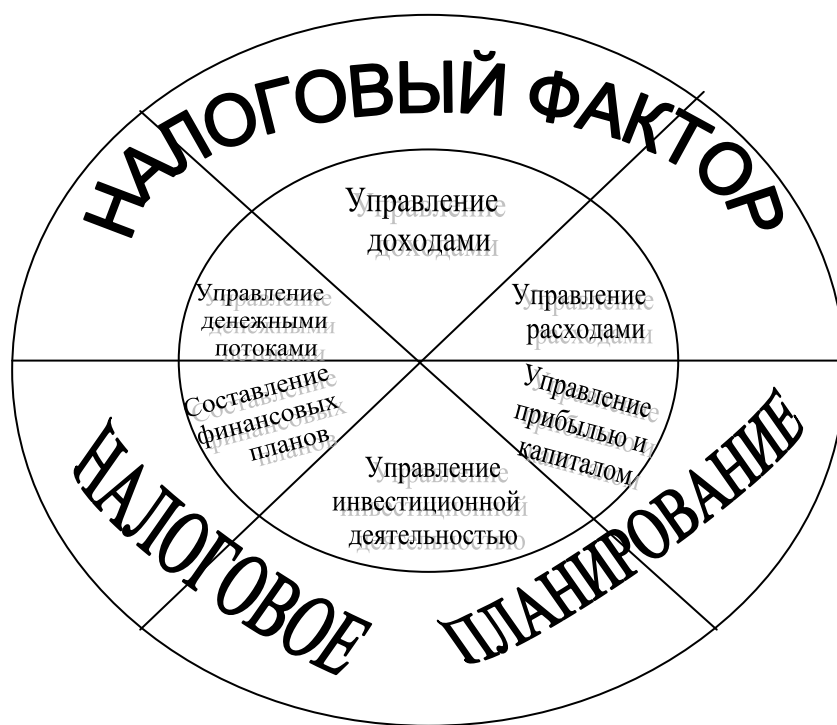 НАЛОГОВЫЙ ФАКТОР
Управление
доходами
Управление
расходами
Управление
прибылью и
капиталом
Управление
инвестиционной
деятельностью
Составление
финансовых
планов
Управление
денежными
потоками
НАЛОГОВОЕ
ПЛАНИРОВАНИЕ